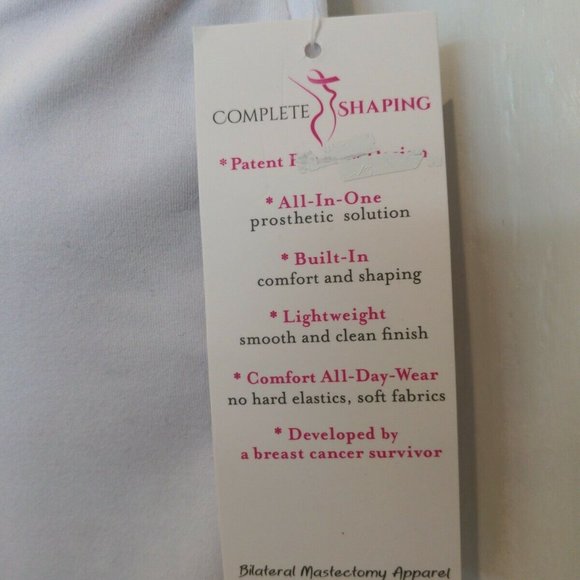 COMPLETE SHAPING
* Patent
* All-In-One
prosthetic solution
* Built-In
comfort and shaping
* Lightweight
smooth and clean finish
* Comfort All-Day-Wear
no hard elastics, soft fabrics
* Developed by
a breast cancer survivor
Bilateral Mastectomy Apparel